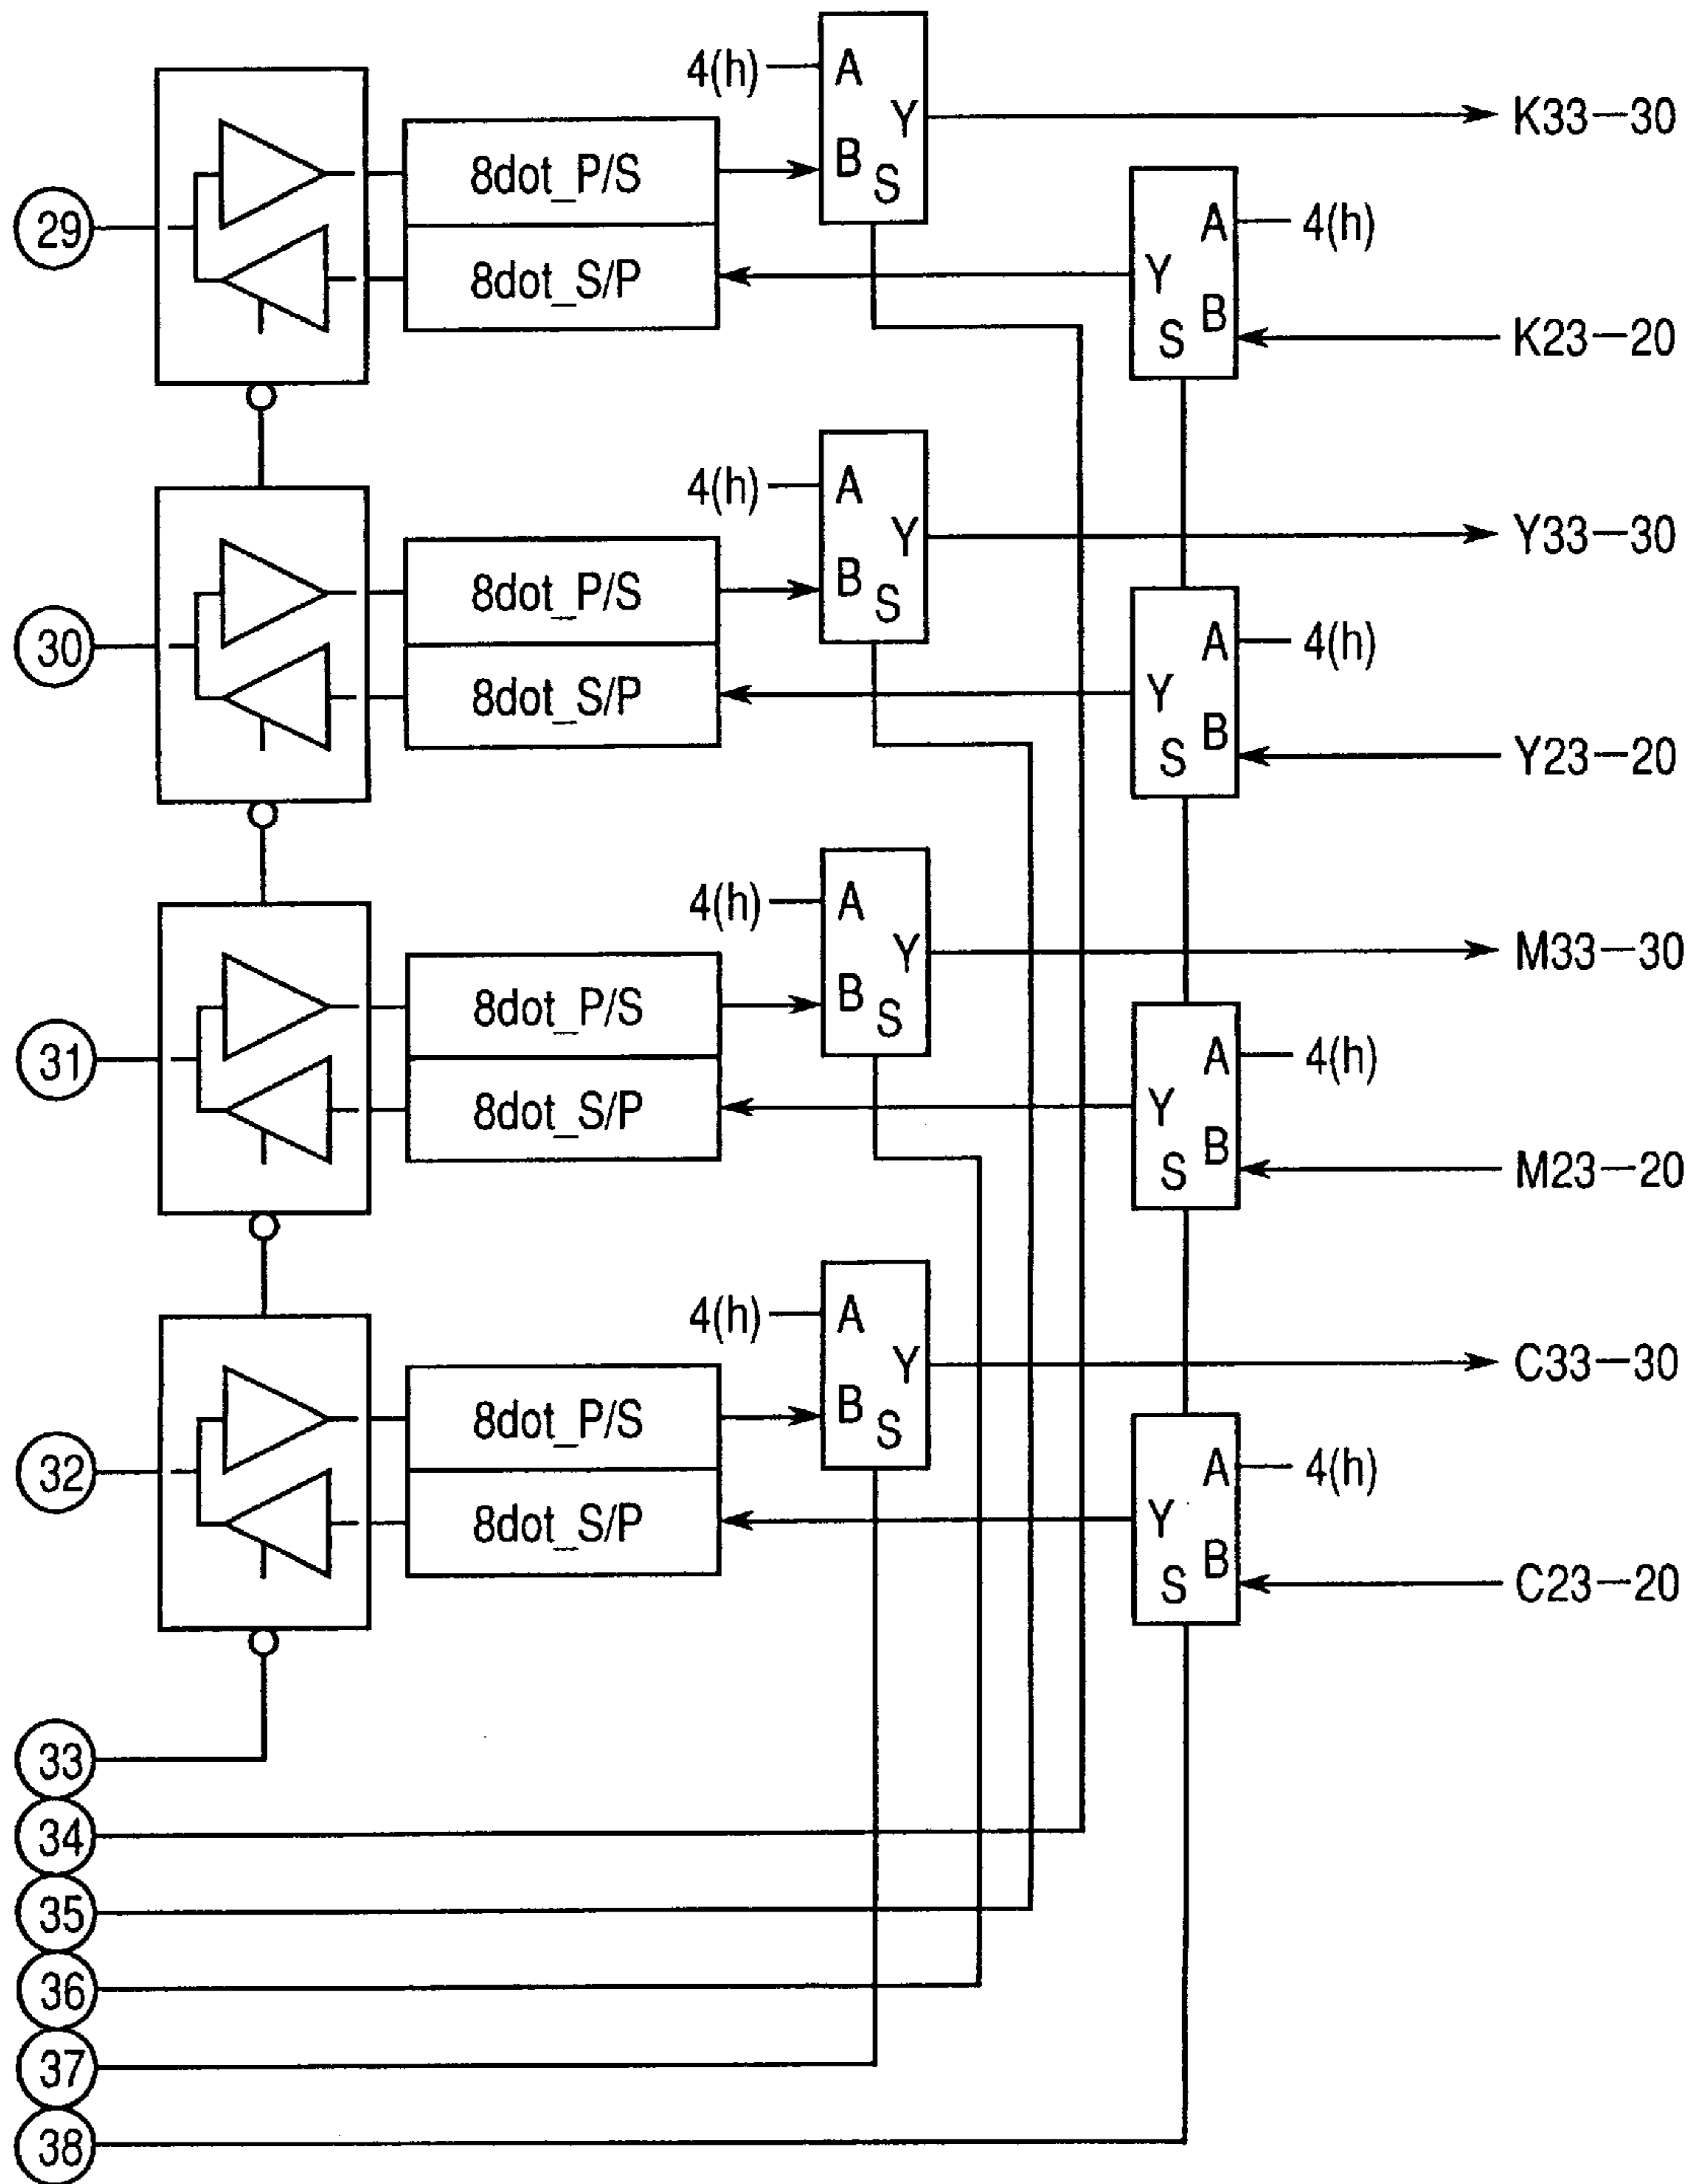 4(h)
A
Y
B
S
K33—30
29
8dot_P/S
8dot_S/P
A
4(h)
Y
B
S
K23—20
4(h)
A
Y
B
S
Y33—30
30
8dot_P/S
8dot_S/P
A
4(h)
Y
B
S
Y23—20
4(h)
A
Y
B
S
M33—30
31
8dot_P/S
8dot_S/P
A
4(h)
Y
B
S
M23—20
4(h)
A
Y
B
S
C33—30
32
8dot_P/S
8dot_S/P
A
4(h)
Y
B
S
C23—20
33
34
35
36
37
38